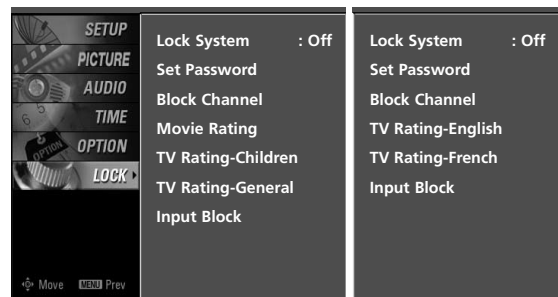 SETUP
PICTURE
AUDIO
TIME
OPTION
LOCK
Move MENU Prev
Lock System : Off
Set Password
Block Channel
Movie Rating
TV Rating-Children
TV Rating-General
Input Block
Lock System : Off
Set Password
Block Channel
TV Rating-English
TV Rating-French
Input Block